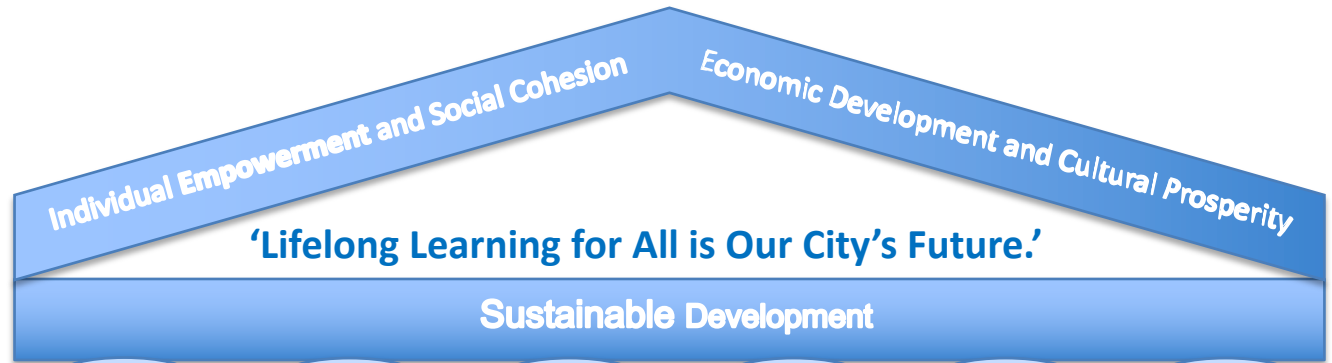 Individual Empowerment and Social Cohesion
Economic Development and Cultural Prosperity
‘Lifelong Learning for All is Our City’s Future.’
Sustainable Development